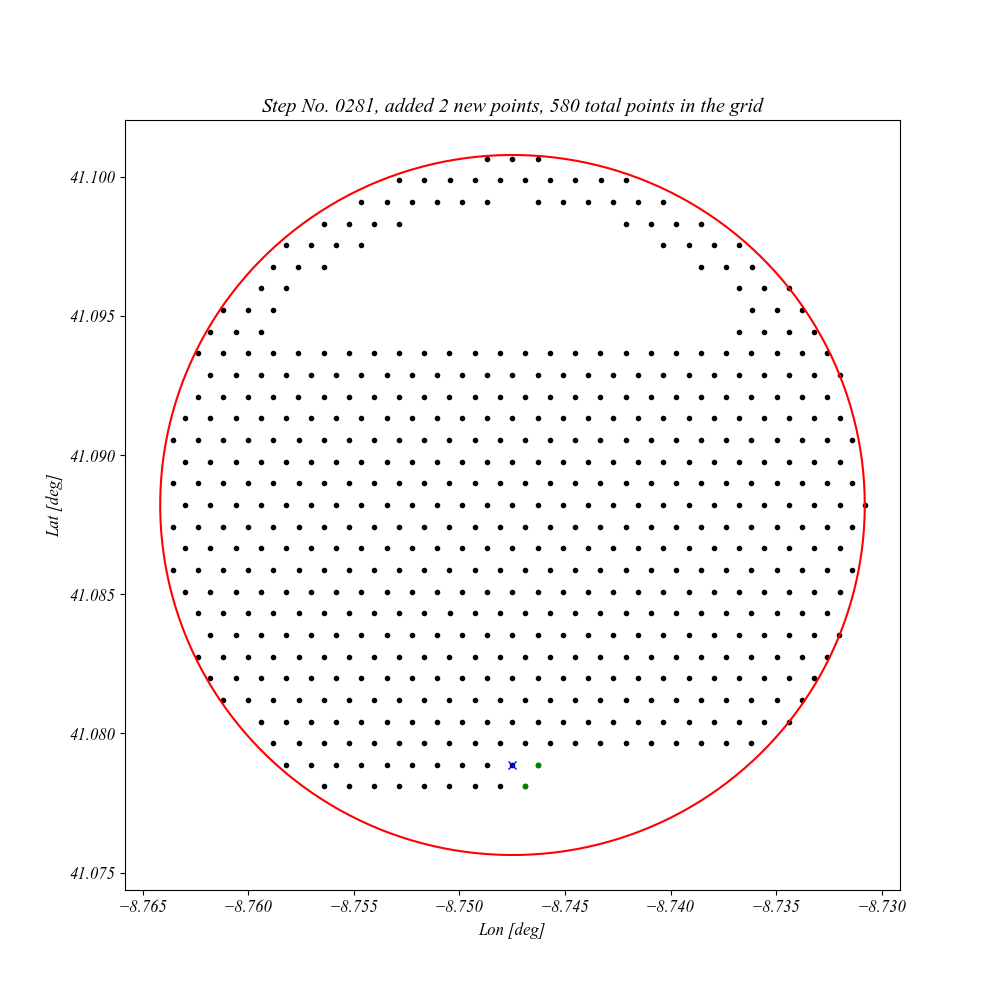 Step No. 0281, added 2 new points, 580 total points in the grid
41.100
41.095
41.090
41.085
41.080
41.075
Lat [deg]
−8.765 −8.760 −8.755 −8.750 −8.745 −8.740 −8.735 −8.730
Lon [deg]